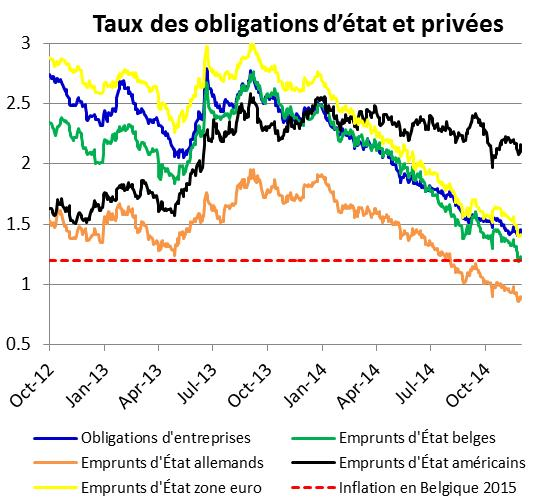 Taux des obligations d’état et privées
3
2.5
2
1.5
1
0.5
Oct-12 Jan-13 Apr-13 Jul-13 Oct-13 Jan-14 Apr-14 Jul-14 Oct-14
Obligations d'entreprises Emprunts d'État belges
Emprunts d'État allemands Emprunts d'État américains
Emprunts d'État zone euro Inflation en Belgique 2015